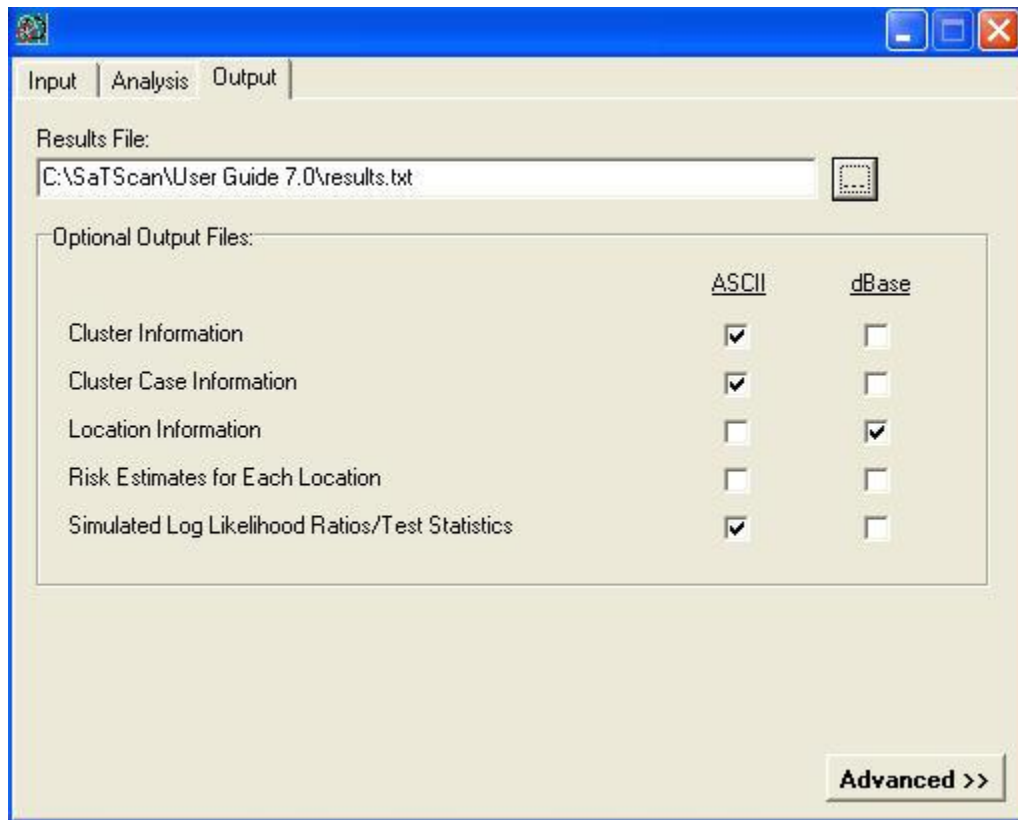 Input Analysis Output
Results File:
C:\SaTScan\User Guide 7.0\results.txt
...
Optional Output Files:
ASCII dBase
Cluster Information
Cluster Case Information
Location Information
Risk Estimates for Each Location
Simulated Log Likelihood Ratios/Test Statistics
Advanced >>